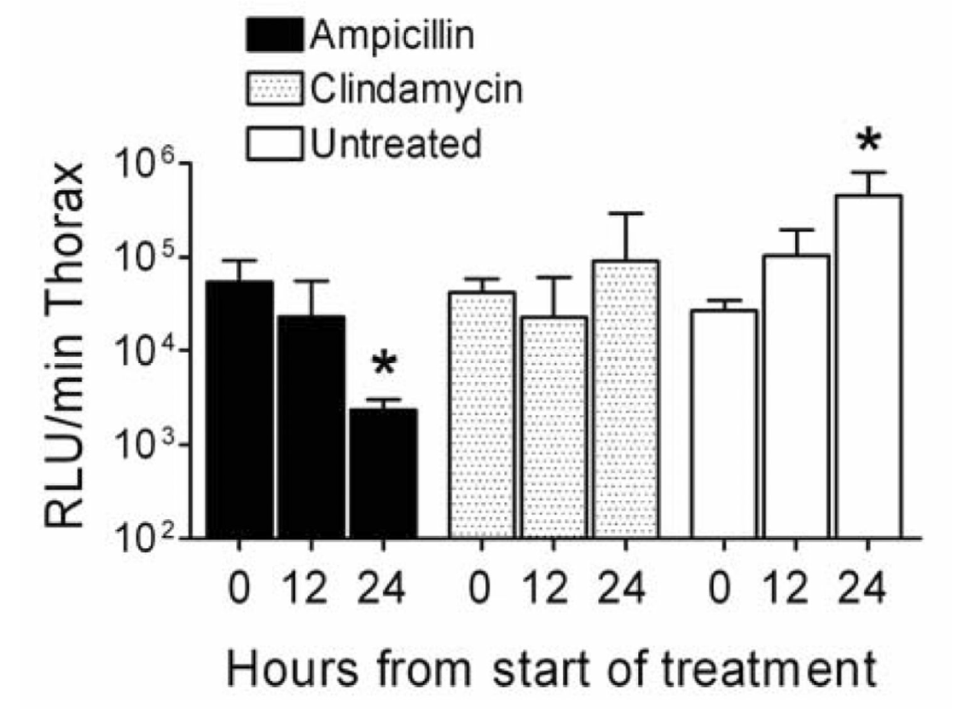 Ampicillin
Clindamycin
Untreated
RLU/min Thorax
10⁶
10⁵
10⁴
10³
10²
*
*
0 12 24 0 12 24 0 12 24
Hours from start of treatment